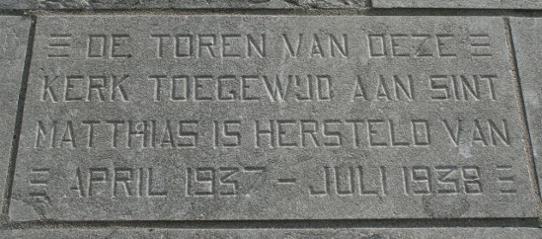 DE TOREN VAN DEZE
KERK TOEGEWIJD AAN SINT
MATTHIAS IS HERSTELD VAN
APRIL 1937 - JULI 1938